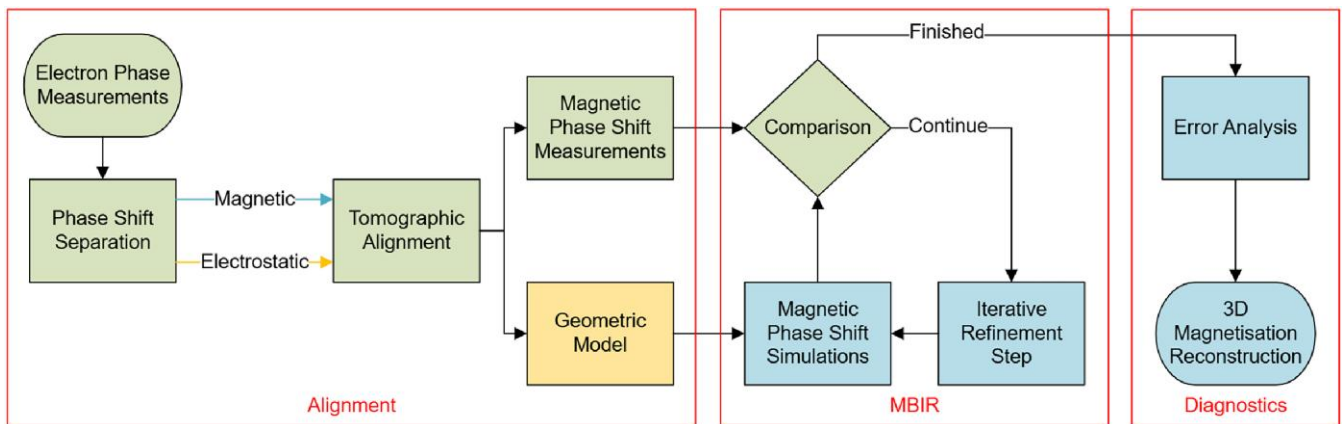 Electron Phase
Measurements
Phase Shift
Separation
Magnetic
Electrostatic
Tomographic
Alignment
Magnetic
Phase Shift
Measurements
Geometric
Model
Alignment
Finished
Comparison
Continue
Magnetic
Phase Shift
Simulations
Iterative
Refinement
Step
MBIR
Error Analysis
3D
Magnetisation
Reconstruction
Diagnostics